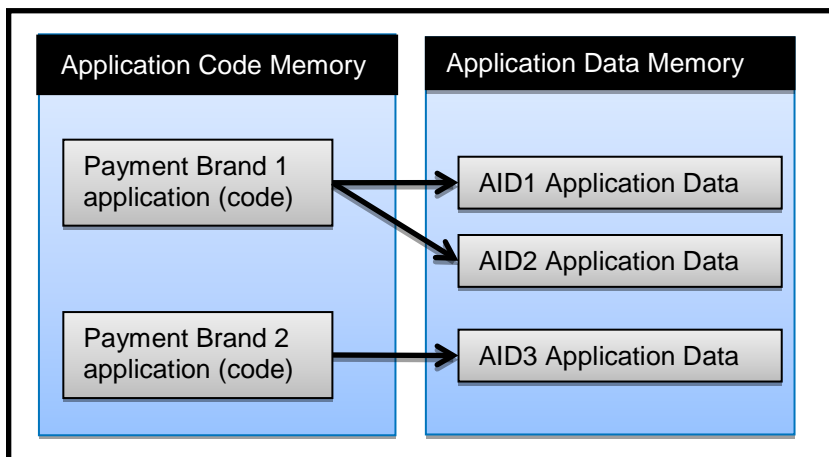 Application Code Memory
Payment Brand 1
application (code)
Payment Brand 2
application (code)
Application Data Memory
AID1 Application Data
AID2 Application Data
AID3 Application Data